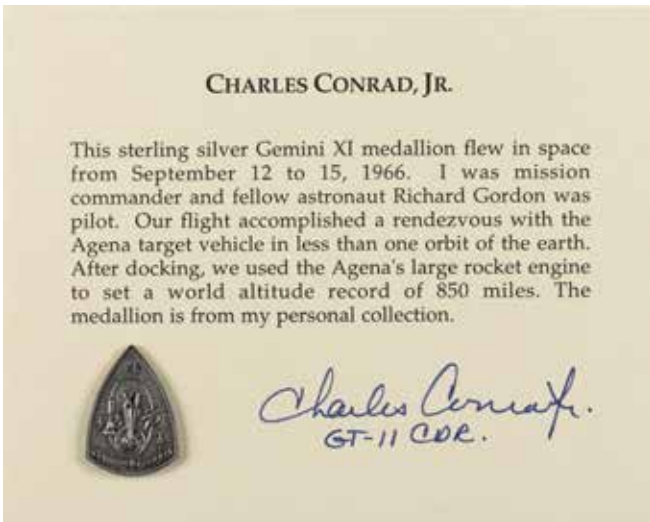 CHARLES CONRAD, JR.
This sterling silver Gemini XI medallion flew in space
from September 12 to 15, 1966. I was mission
commander and fellow astronaut Richard Gordon was
pilot. Our flight accomplished a rendezvous with the
Agena target vehicle in less than one orbit of the earth.
After docking, we used the Agena's large rocket engine
to set a world altitude record of 850 miles. The
medallion is from my personal collection.
Charles Conrad Jr.
GT-11 CDR.